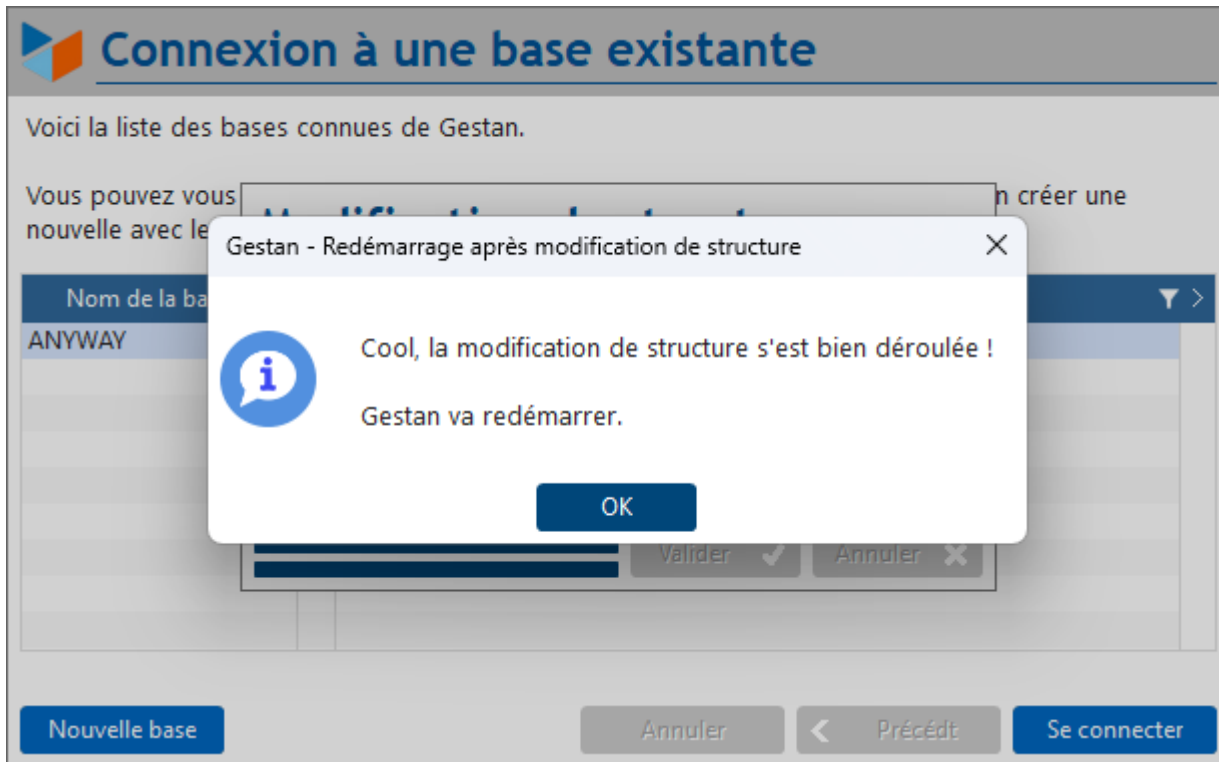 Connexion à une base existante
Voici la liste des bases connues de Gestan.
Vous pouvez vous
n créer une
nouvelle avec le
Gestan - Redémarrage après modification de structure
Nom de la ba
ANYWAY
Cool, la modification de structure s'est bien déroulée !
Gestan va redémarrer.
OK
Valider
Annuler
Nouvelle base
Annuler
Précédt
Se connecter